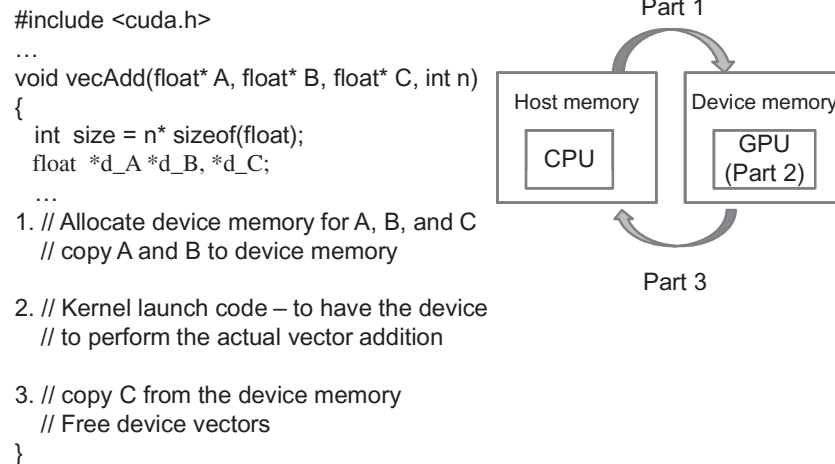 #include <cuda.h>
…
void vecAdd(float* A, float* B, float* C, int n)
{
int size = n* sizeof(float);
float *d_A *d_B, *d_C;
…
1. // Allocate device memory for A, B, and C
// copy A and B to device memory
2. // Kernel launch code – to have the device
// to perform the actual vector addition
3. // copy C from the device memory
// Free device vectors
}
Part 1
Host memory
CPU
Device memory
GPU
(Part 2)
Part 3